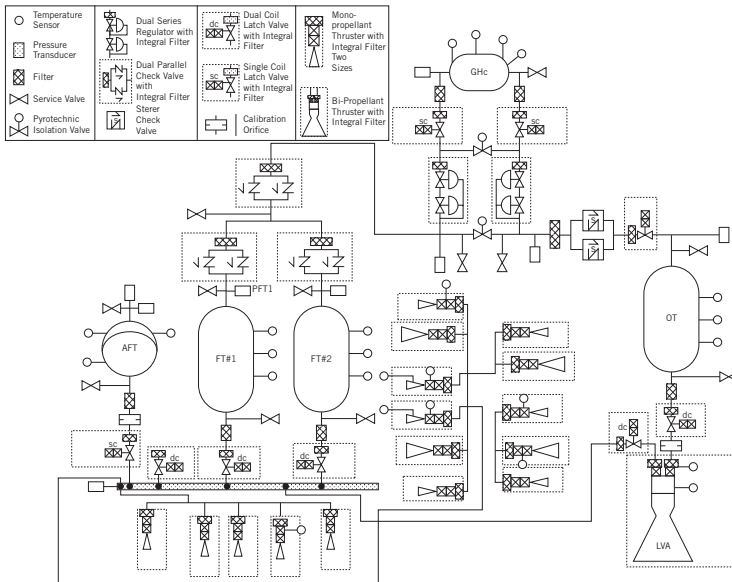 Temperature
Sensor
Pressure
Transducer
Filter
Service Valve
Pyrotechnic
Isolation Valve
Dual Series
Regulator with
Integral Filter
Dual Parallel
Check Valve
with
Integral Filter
Sterer
Check
Valve
s
dc
Dual Coil
Latch Valve
with Integral
Filter
sc
Single Coil
Latch Valve
with Integral
Filter
Calibration
Orifice
Mono-
propellant
Thruster with
Integral Filter
Two
Sizes
Bi-Propellant
Thruster with
Integral Filter
GHc
sc
sc
s
s
PFT1
AFT
FT#1
FT#2
OT
sc
dc
dc
dc
dc
dc
LVA